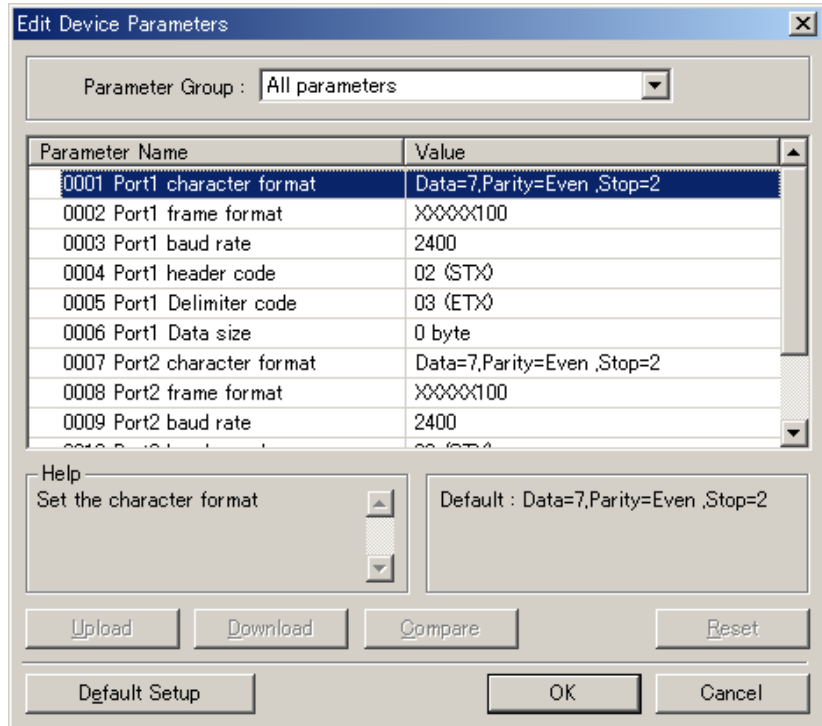 Edit Device Parameters
Parameter Group : All parameters
Parameter Name Value
0001 Port1 character format Data=7,Parity=Even ,Stop=2
0002 Port1 frame format XXXXX100
0003 Port1 baud rate 2400
0004 Port1 header code 02 (STX)
0005 Port1 Delimiter code 03 (ETX)
0006 Port1 Data size 0 byte
0007 Port2 character format Data=7,Parity=Even ,Stop=2
0008 Port2 frame format XXXXX100
0009 Port2 baud rate 2400
Help
Set the character format
Default : Data=7,Parity=Even ,Stop=2
Upload Download Compare Reset
Default Setup OK Cancel